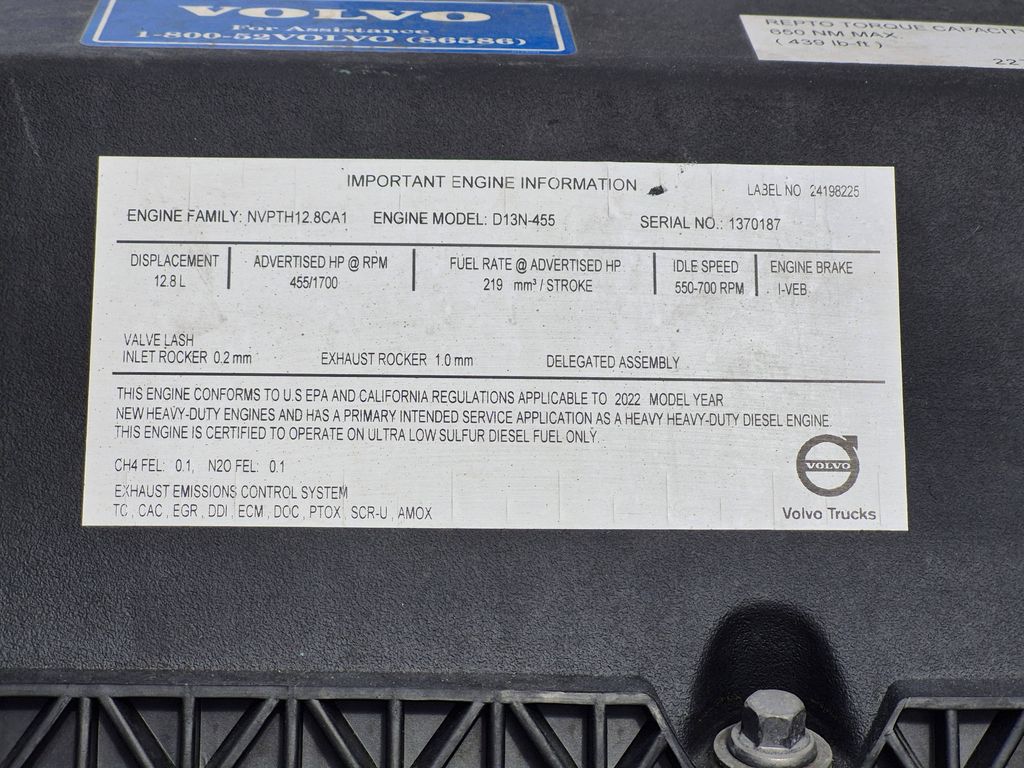 VOLVO
For Assistance
1-800-52VOLVO (86586)
REPTO TORQUE CAPACITY
650 NM MAX.
( 439 lb-ft )
IMPORTANT ENGINE INFORMATION
LABEL NO 24198225
ENGINE FAMILY: NVPTH12.8CA1 ENGINE MODEL: D13N-455 SERIAL NO.: 1370187
DISPLACEMENT ADVERTISED HP @ RPM FUEL RATE @ ADVERTISED HP IDLE SPEED ENGINE BRAKE
12.8 L 455/1700 219 mm³ / STROKE 550-700 RPM I-VEB
VALVE LASH
INLET ROCKER 0.2 mm EXHAUST ROCKER 1.0 mm DELEGATED ASSEMBLY
THIS ENGINE CONFORMS TO U.S EPA AND CALIFORNIA REGULATIONS APPLICABLE TO 2022 MODEL YEAR
NEW HEAVY-DUTY ENGINES AND HAS A PRIMARY INTENDED SERVICE APPLICATION AS A HEAVY HEAVY-DUTY DIESEL ENGINE.
THIS ENGINE IS CERTIFIED TO OPERATE ON ULTRA LOW SULFUR DIESEL FUEL ONLY.
CH4 FEL: 0.1, N2O FEL: 0.1
EXHAUST EMISSIONS CONTROL SYSTEM
TC , CAC , EGR , DDI , ECM , DOC , PTOX , SCR-U , AMOX
VOLVO
Volvo Trucks